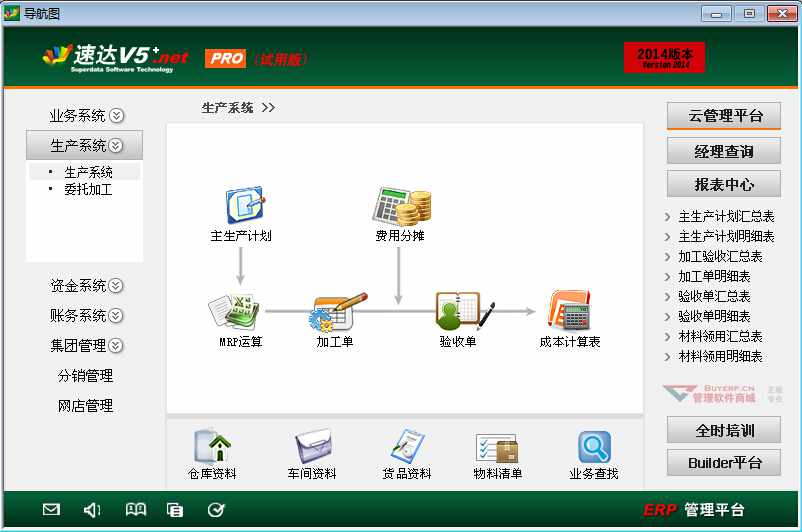 导航图
速达V5+.net
Superdata Software Technology
PRO (试用版)
2014版本
Version 2014
业务系统
生产系统
生产系统
委托加工
资金系统
账务系统
集团管理
分销管理
网店管理
生产系统 >>
主生产计划
费用分摊
MRP运算
加工单
验收单
成本计算表
仓库资料
车间资料
货品资料
物料清单
业务查找
云管理平台
经理查询
报表中心
主生产计划汇总表
主生产计划明细表
加工验收汇总表
加工单明细表
验收单汇总表
验收单明细表
材料领用汇总表
材料领用明细表
BUYERP.CN
管理软件商城
正版
专业
全时培训
Builder平台
ERP 管理平台